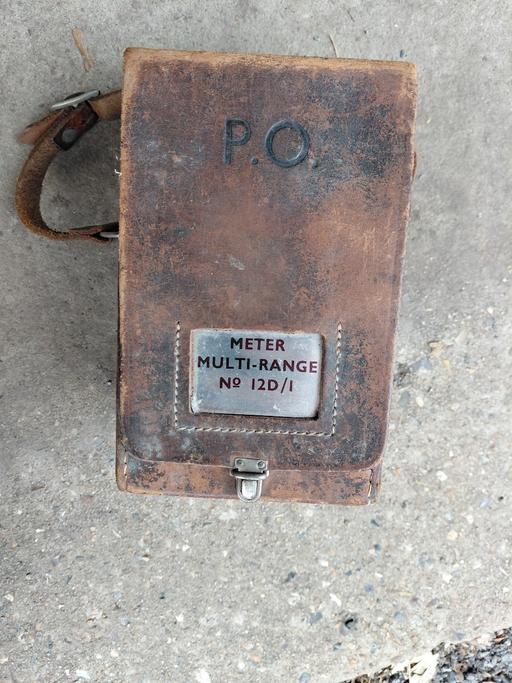 P.O.
METER
MULTI-RANGE
Nº 12D/1